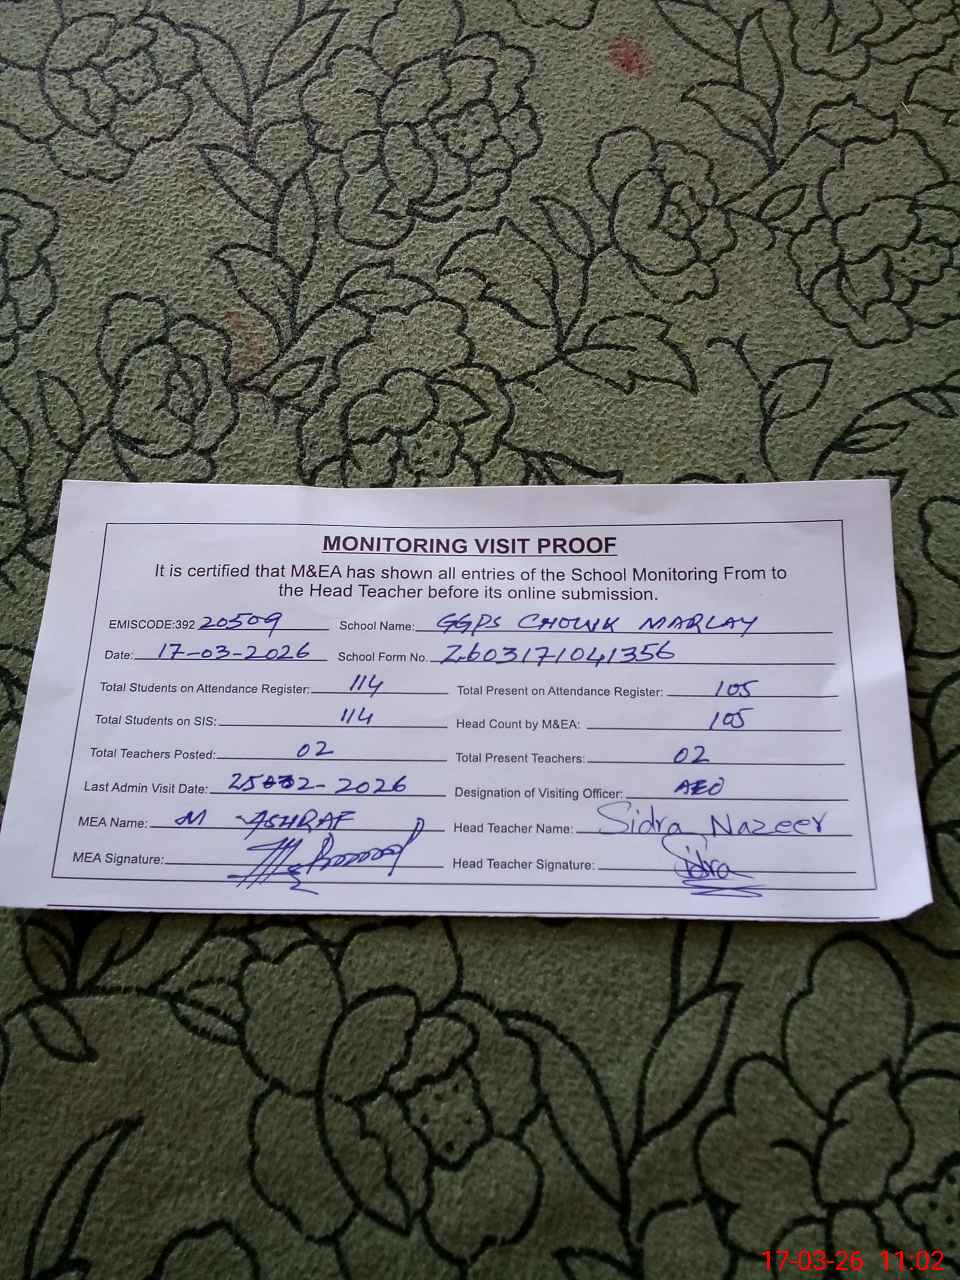 MONITORING VISIT PROOF
It is certified that M&EA has shown all entries of the School Monitoring From to
the Head Teacher before its online submission.
EMISCODE:392 20509 School Name: GGPS CHOWK MARLAY
Date: 17-03-2026 School Form No. 2603171041356
Total Students on Attendance Register: 114 Total Present on Attendance Register: 105
Total Students on SIS: 114 Head Count by M&EA: 105
Total Teachers Posted: 02 Total Present Teachers: 02
Last Admin Visit Date: 25-02-2026 Designation of Visiting Officer: AEO
MEA Name: M ASHRAF Head Teacher Name: Sidra Nazeer
MEA Signature: Head Teacher Signature: Sidra
17-03-26 11:02